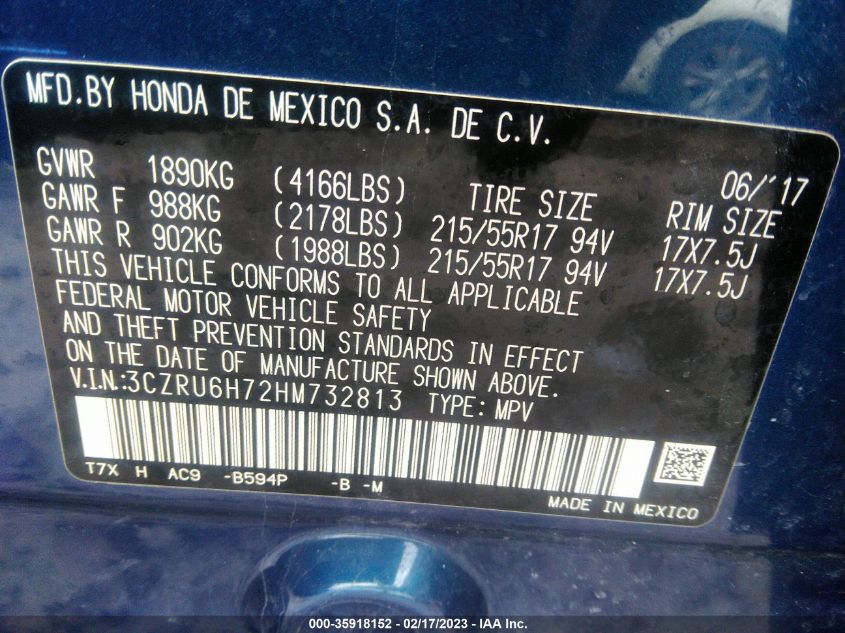 MFD.BY HONDA DE MEXICO S.A. DE C.V.
06/'17
GVWR 1890KG (4166LBS) TIRE SIZE RIM SIZE
GAWR F 988KG (2178LBS) 215/55R17 94V 17X7.5J
GAWR R 902KG (1988LBS) 215/55R17 94V 17X7.5J
THIS VEHICLE CONFORMS TO ALL APPLICABLE
FEDERAL MOTOR VEHICLE SAFETY
AND THEFT PREVENTION STANDARDS IN EFFECT
ON THE DATE OF MANUFACTURE SHOWN ABOVE.
V.I.N.:3CZRU6H72HM732813 TYPE: MPV
T7X H AC9 -B594P -B -M
MADE IN MEXICO
000-35918152 - 02/17/2023 - IAA Inc.